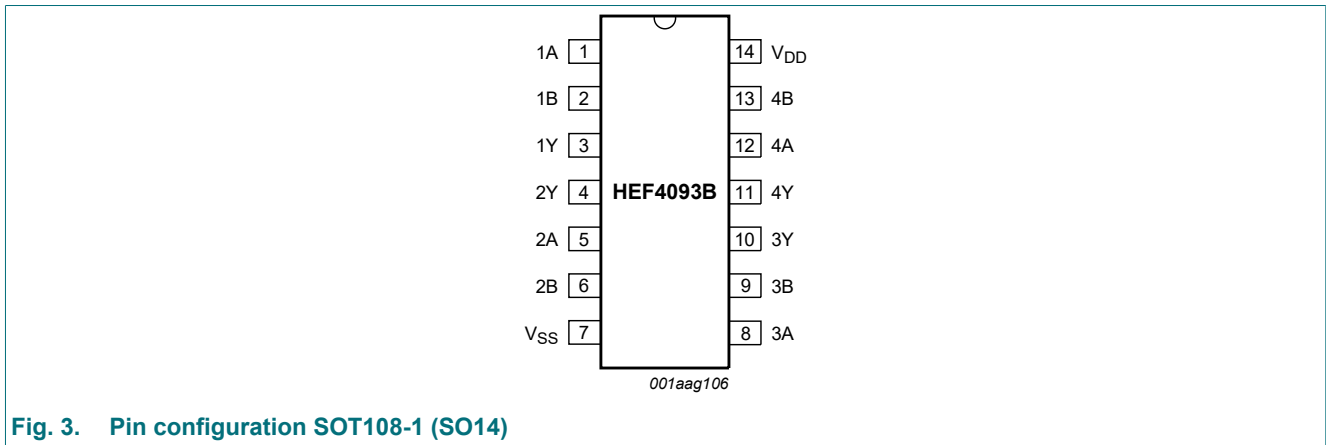 1A 1 14 VDD
1B 2 13 4B
1Y 3 12 4A
2Y 4 HEF4093B 11 4Y
2A 5 10 3Y
2B 6 9 3B
VSS 7 8 3A
001aag106
Fig. 3. Pin configuration SOT108-1 (SO14)